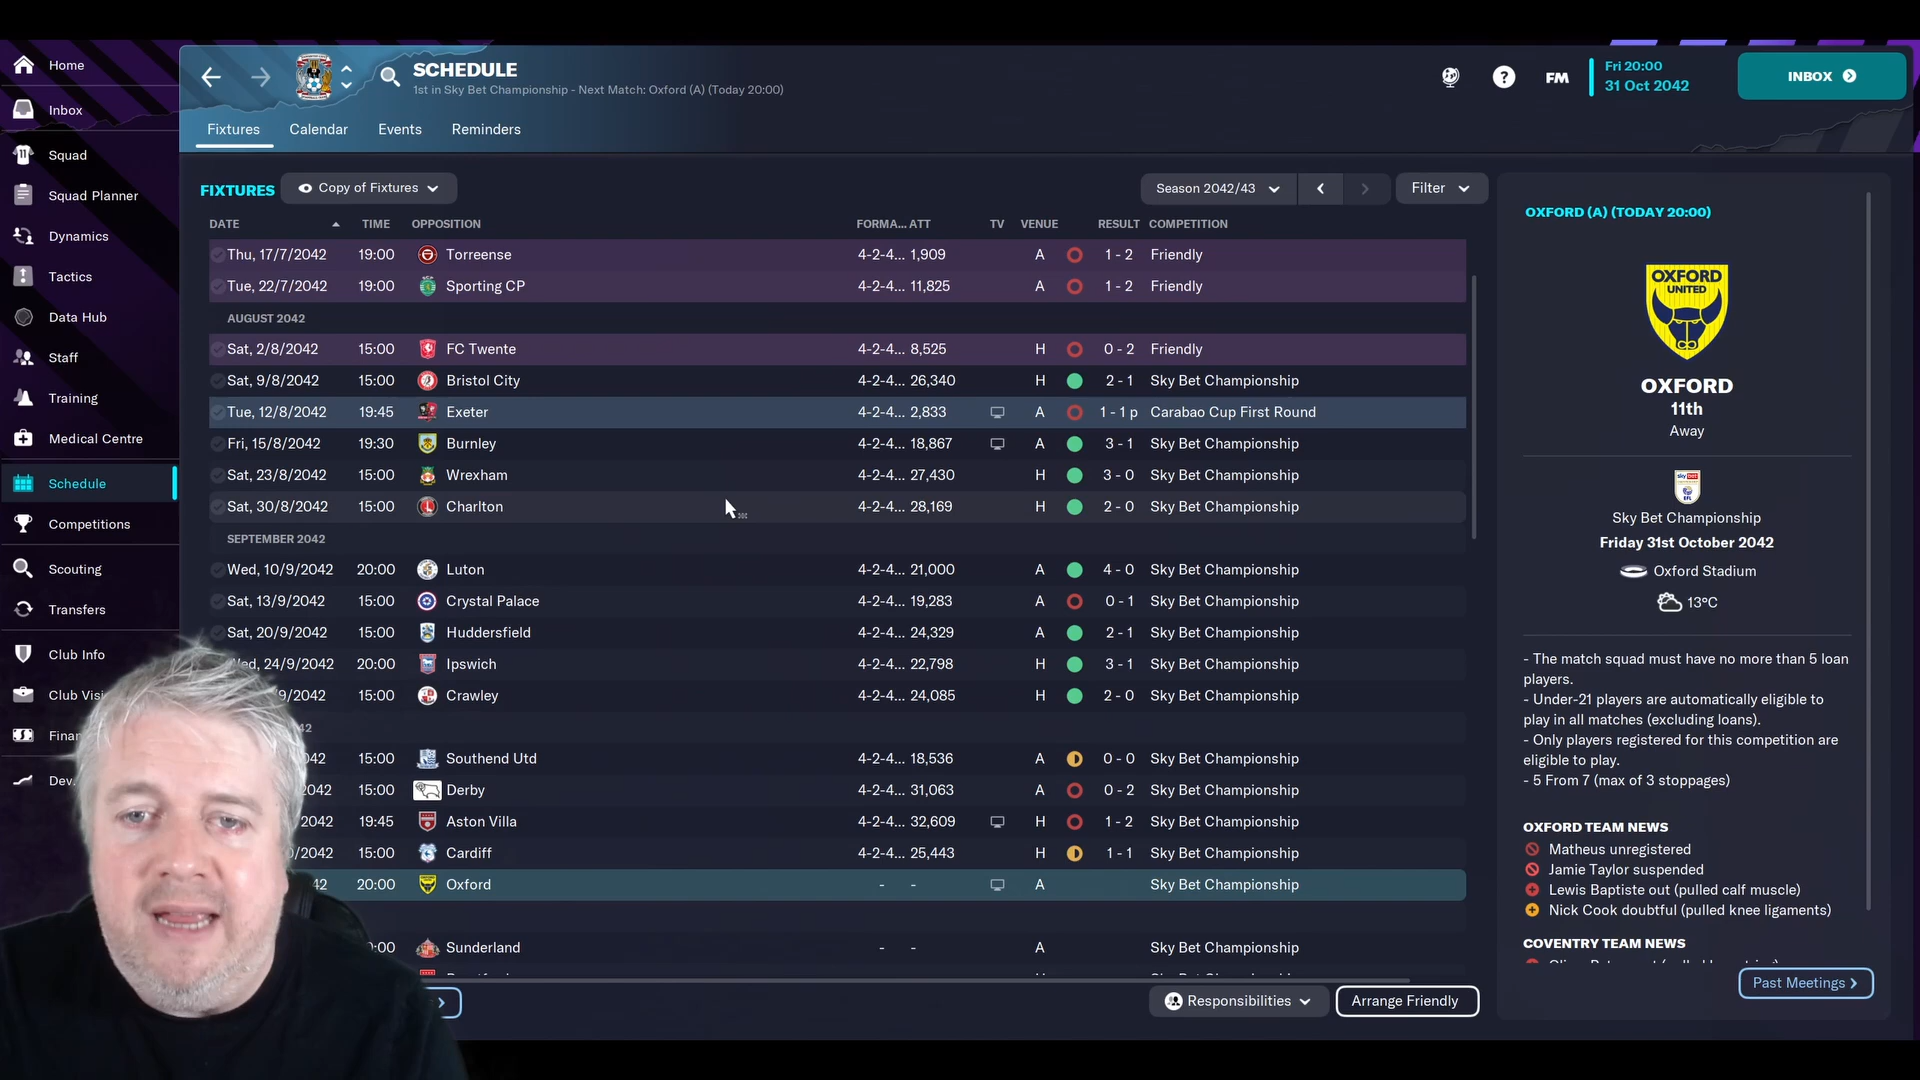 Home
Inbox
Squad
Squad Planner
Dynamics
Tactics
Data Hub
Staff
Training
Medical Centre
Schedule
Competitions
Scouting
Transfers
Club Info
Club
Dev.
SCHEDULE
1st in Sky Bet Championship - Next Match: Oxford (A) (Today 20:00)
FM
Fri 20:00
31 Oct 2042
INBOX
Fixtures Calendar Events Reminders
FIXTURES Copy of Fixtures Season 2042/43 Filter
DATE TIME OPPOSITION FORMA... ATT TV VENUE RESULT COMPETITION
Thu, 17/7/2042 19:00 Torreense 4-2-4... 1,909 A 1 - 2 Friendly
Tue, 22/7/2042 19:00 Sporting CP 4-2-4... 11,825 A 1 - 2 Friendly
AUGUST 2042
Sat, 2/8/2042 15:00 FC Twente 4-2-4... 8,525 H 0 - 2 Friendly
Sat, 9/8/2042 15:00 Bristol City 4-2-4... 26,340 H 2 - 1 Sky Bet Championship
Tue, 12/8/2042 19:45 Exeter 4-2-4... 2,833 A 1 - 1 p Carabao Cup First Round
Fri, 15/8/2042 19:30 Burnley 4-2-4... 18,867 A 3 - 1 Sky Bet Championship
Sat, 23/8/2042 15:00 Wrexham 4-2-4... 27,430 H 3 - 0 Sky Bet Championship
Sat, 30/8/2042 15:00 Charlton 4-2-4... 28,169 H 2 - 0 Sky Bet Championship
SEPTEMBER 2042
Wed, 10/9/2042 20:00 Luton 4-2-4... 21,000 A 4 - 0 Sky Bet Championship
Sat, 13/9/2042 15:00 Crystal Palace 4-2-4... 19,283 A 0 - 1 Sky Bet Championship
Sat, 20/9/2042 15:00 Huddersfield 4-2-4... 24,329 A 2 - 1 Sky Bet Championship
24/9/2042 20:00 Ipswich 4-2-4... 22,798 H 3 - 1 Sky Bet Championship
/9/2042 15:00 Crawley 4-2-4... 24,085 H 2 - 0 Sky Bet Championship
42
042 15:00 Southend Utd 4-2-4... 18,536 A 0 - 0 Sky Bet Championship
2042 15:00 Derby 4-2-4... 31,063 A 0 - 2 Sky Bet Championship
2042 19:45 Aston Villa 4-2-4... 32,609 H 1 - 2 Sky Bet Championship
/2042 15:00 Cardiff 4-2-4... 25,443 H 1 - 1 Sky Bet Championship
42 20:00 Oxford - - A Sky Bet Championship
:00 Sunderland - - A Sky Bet Championship
Responsibilities Arrange Friendly
OXFORD (A) (TODAY 20:00)
OXFORD
UNITED
OXFORD
11th
Away
sky bet
EFL
Sky Bet Championship
Friday 31st October 2042
Oxford Stadium
13°C
- The match squad must have no more than 5 loan
players.
- Under-21 players are automatically eligible to
play in all matches (excluding loans).
- Only players registered for this competition are
eligible to play.
- 5 From 7 (max of 3 stoppages)
OXFORD TEAM NEWS
Matheus unregistered
Jamie Taylor suspended
Lewis Baptiste out (pulled calf muscle)
Nick Cook doubtful (pulled knee ligaments)
COVENTRY TEAM NEWS
Past Meetings